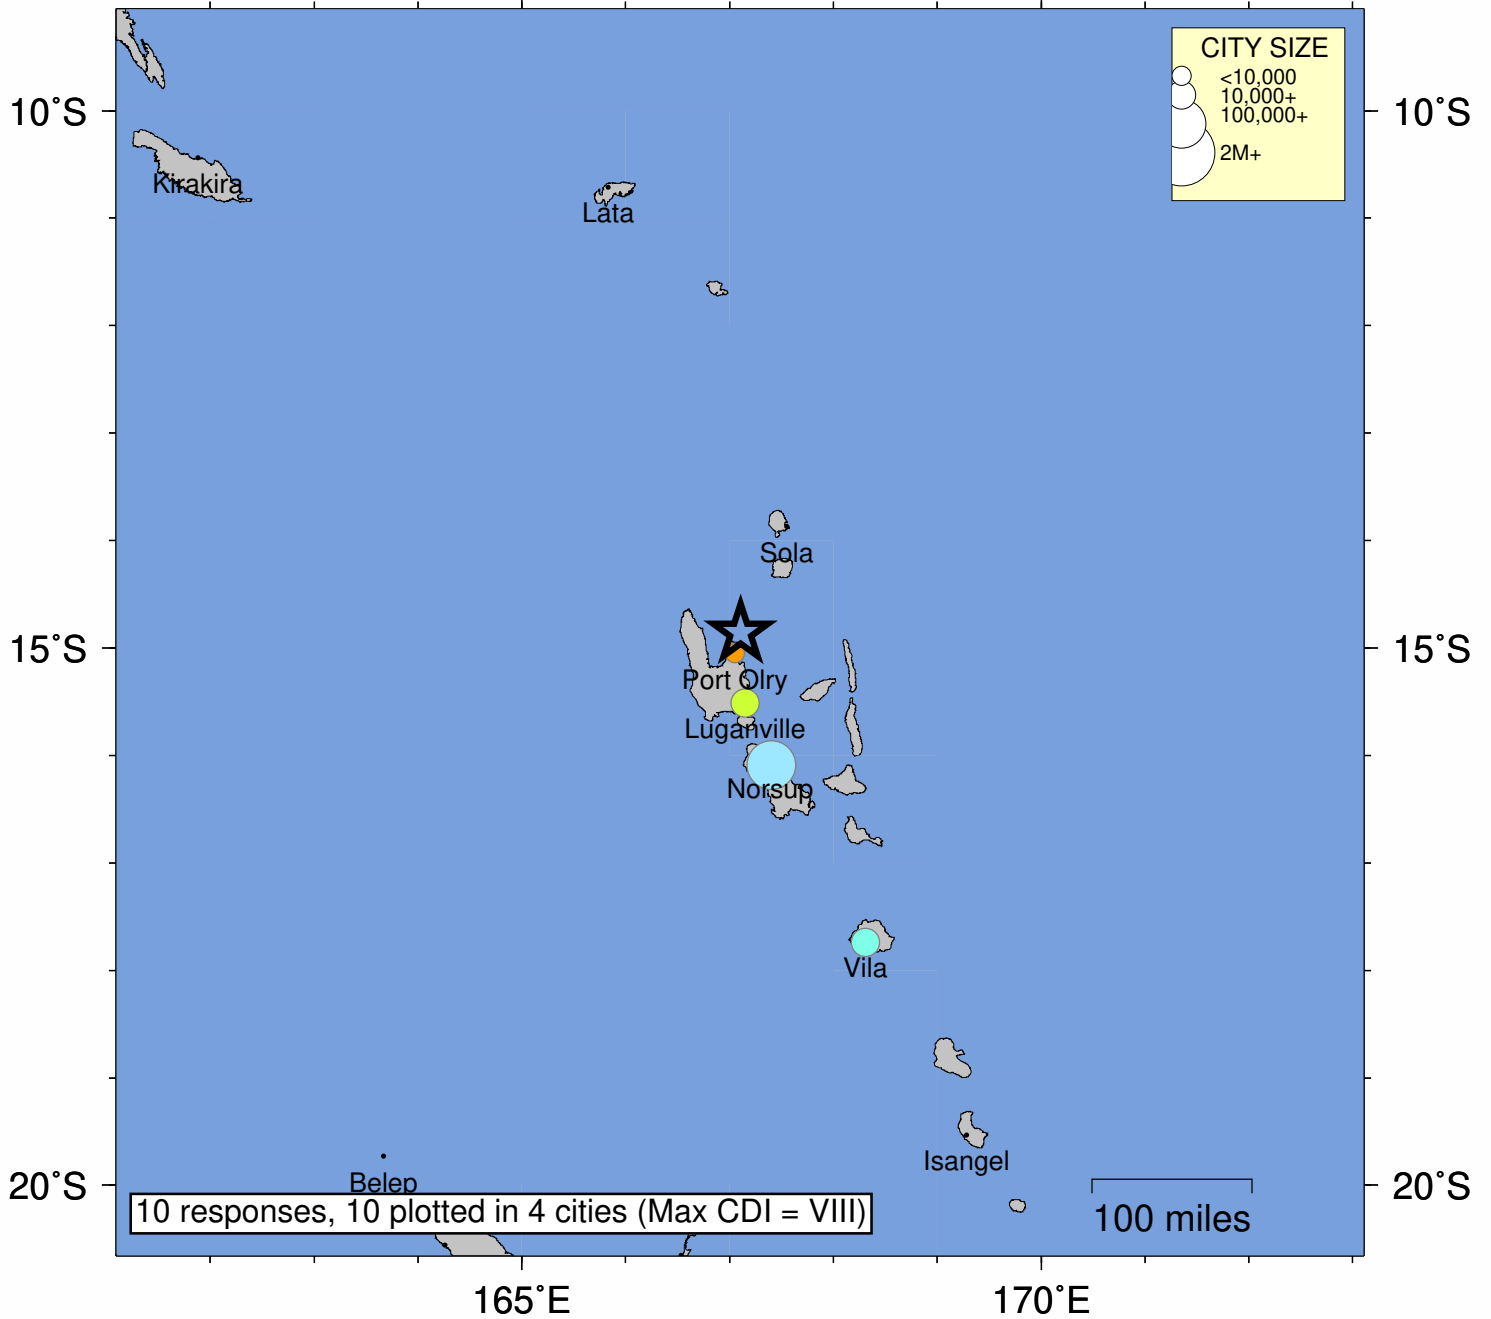 CITY SIZE
<10,000
10,000+
100,000+
2M+
10˚S
10˚S
Kirakira
Lata
Sola
15˚S
15˚S
Port Olry
Luganville
Norsup
Vila
Isangel
Belep
20˚S
20˚S
10 responses, 10 plotted in 4 cities (Max CDI = VIII)
100 miles
165˚E
170˚E